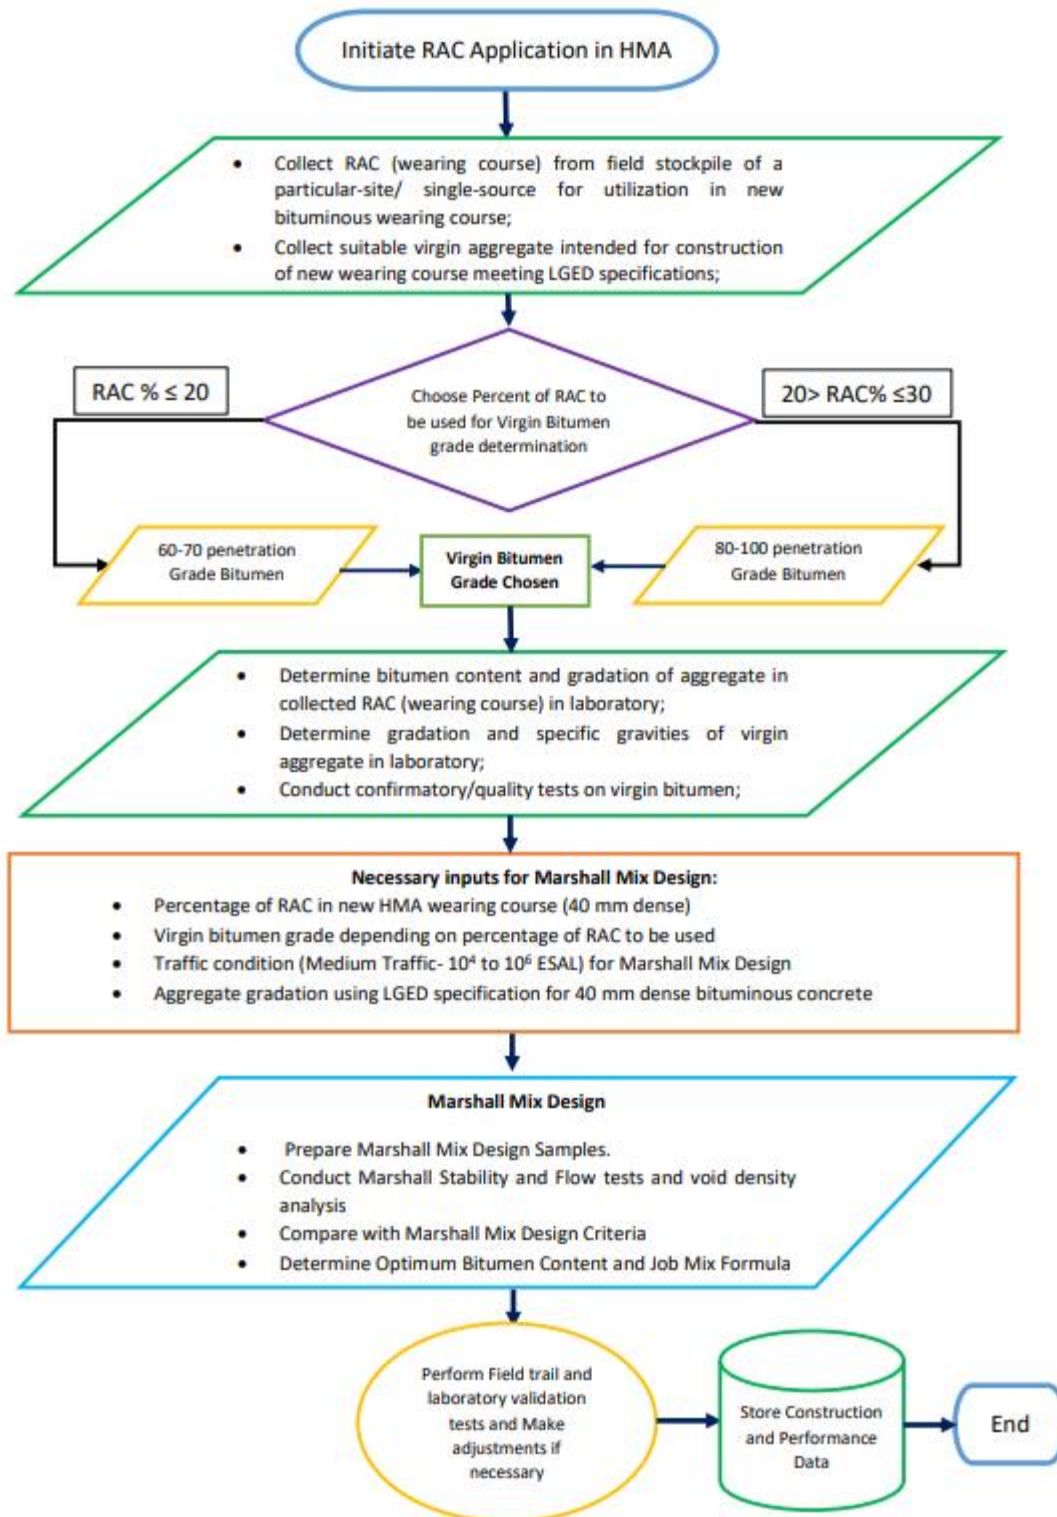 Initiate RAC Application in HMA
• Collect RAC (wearing course) from field stockpile of a
particular-site/ single-source for utilization in new
bituminous wearing course;
• Collect suitable virgin aggregate intended for construction
of new wearing course meeting LGED specifications;
RAC % ≤ 20
Choose Percent of RAC to
be used for Virgin Bitumen
grade determination
20> RAC% ≤30
60-70 penetration
Grade Bitumen
Virgin Bitumen
Grade Chosen
80-100 penetration
Grade Bitumen
• Determine bitumen content and gradation of aggregate in
collected RAC (wearing course) in laboratory;
• Determine gradation and specific gravities of virgin
aggregate in laboratory;
• Conduct confirmatory/quality tests on virgin bitumen;
Necessary inputs for Marshall Mix Design:
• Percentage of RAC in new HMA wearing course (40 mm dense)
• Virgin bitumen grade depending on percentage of RAC to be used
• Traffic condition (Medium Traffic- 10⁴ to 10⁶ ESAL) for Marshall Mix Design
• Aggregate gradation using LGED specification for 40 mm dense bituminous concrete
Marshall Mix Design
• Prepare Marshall Mix Design Samples.
• Conduct Marshall Stability and Flow tests and void density
analysis
• Compare with Marshall Mix Design Criteria
• Determine Optimum Bitumen Content and Job Mix Formula
Perform Field trail and
laboratory validation
tests and Make
adjustments if
necessary
Store Construction
and Performance
Data
End